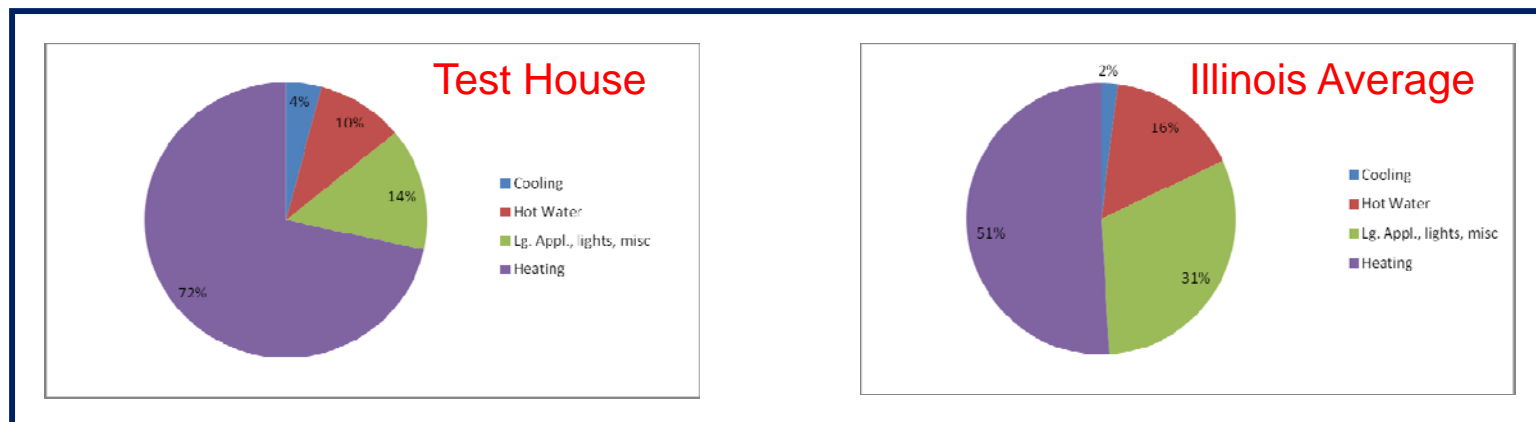 Test House
4%
10%
14%
72%
Cooling
Hot Water
Lg. Appl., lights, misc
Heating
Illinois Average
2%
16%
31%
51%
Cooling
Hot Water
Lg. Appl., lights, misc
Heating